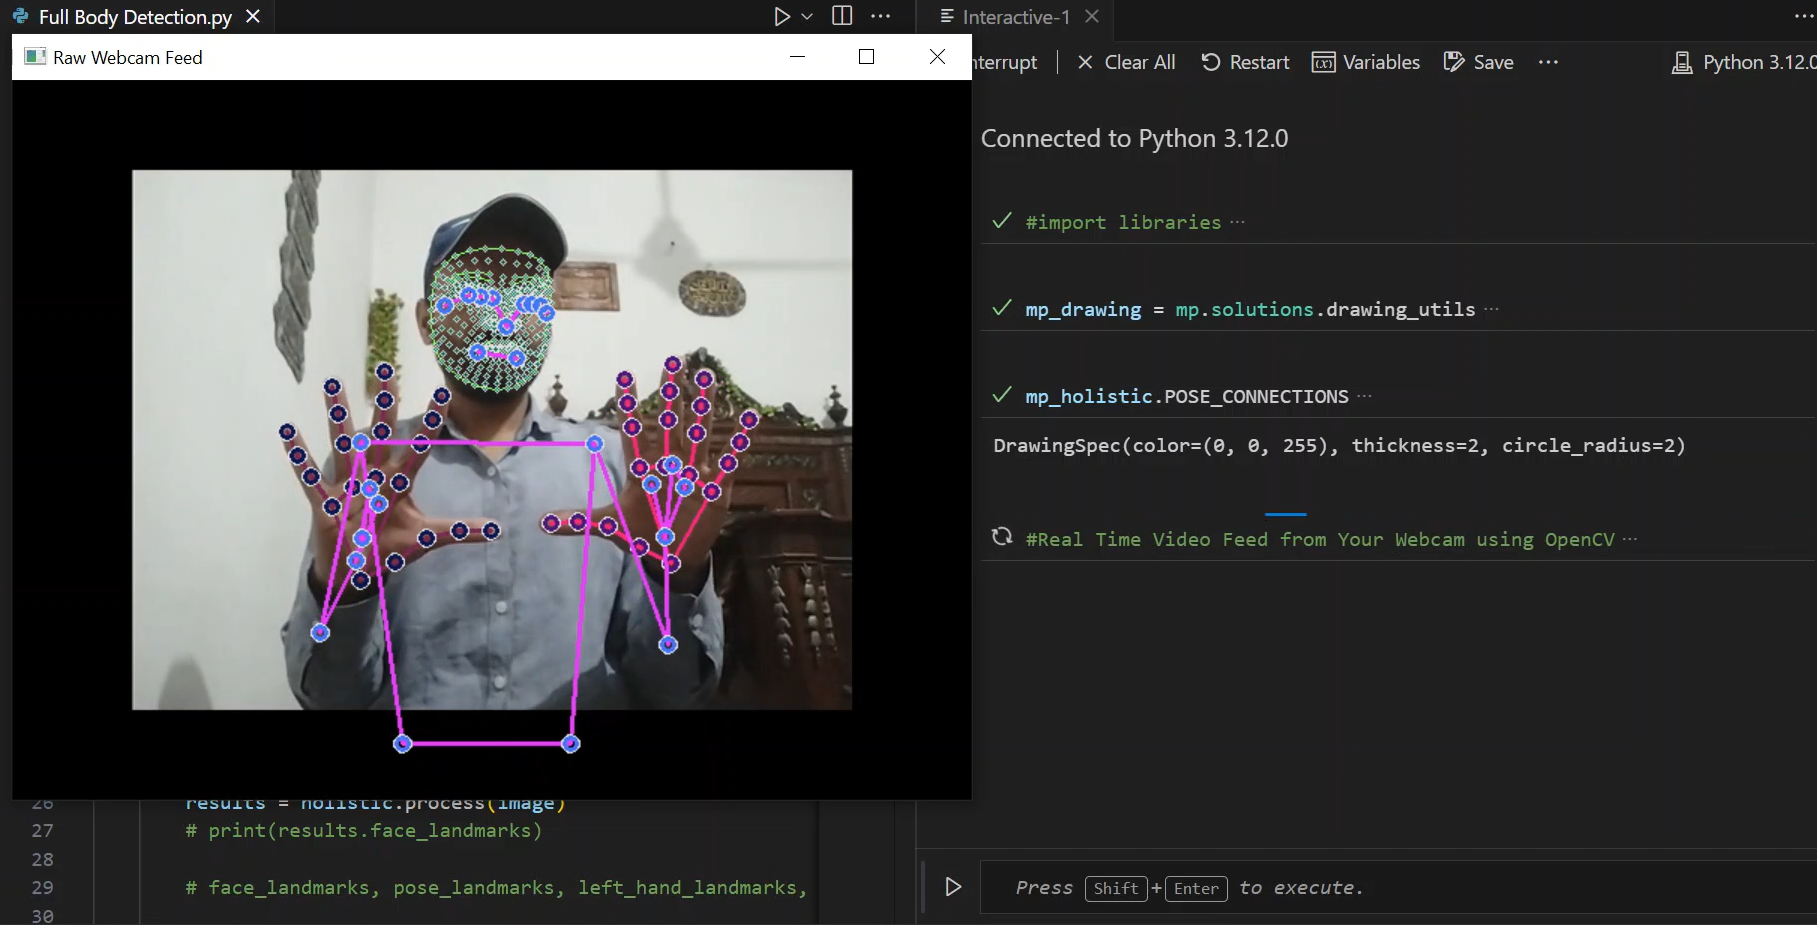 Full Body Detection.py
Interactive-1
Raw Webcam Feed
nterrupt
Clear All
Restart
Variables
Save
Python 3.12.0
Connected to Python 3.12.0
#import libraries
mp_drawing = mp.solutions.drawing_utils
mp_holistic.POSE_CONNECTIONS
DrawingSpec(color=(0, 0, 255), thickness=2, circle_radius=2)
#Real Time Video Feed from Your Webcam using OpenCV
26 results = holistic.process(image)
27 # print(results.face_landmarks)
28
29 # face_landmarks, pose_landmarks, left_hand_landmarks,
30
Press Shift+Enter to execute.